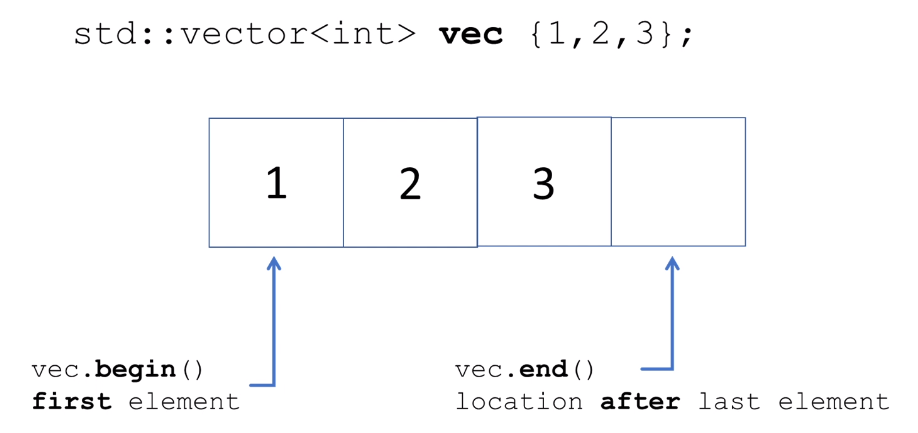 std::vector<int> vec {1,2,3};
1 2 3
vec.begin()
first element
vec.end()
location after last element